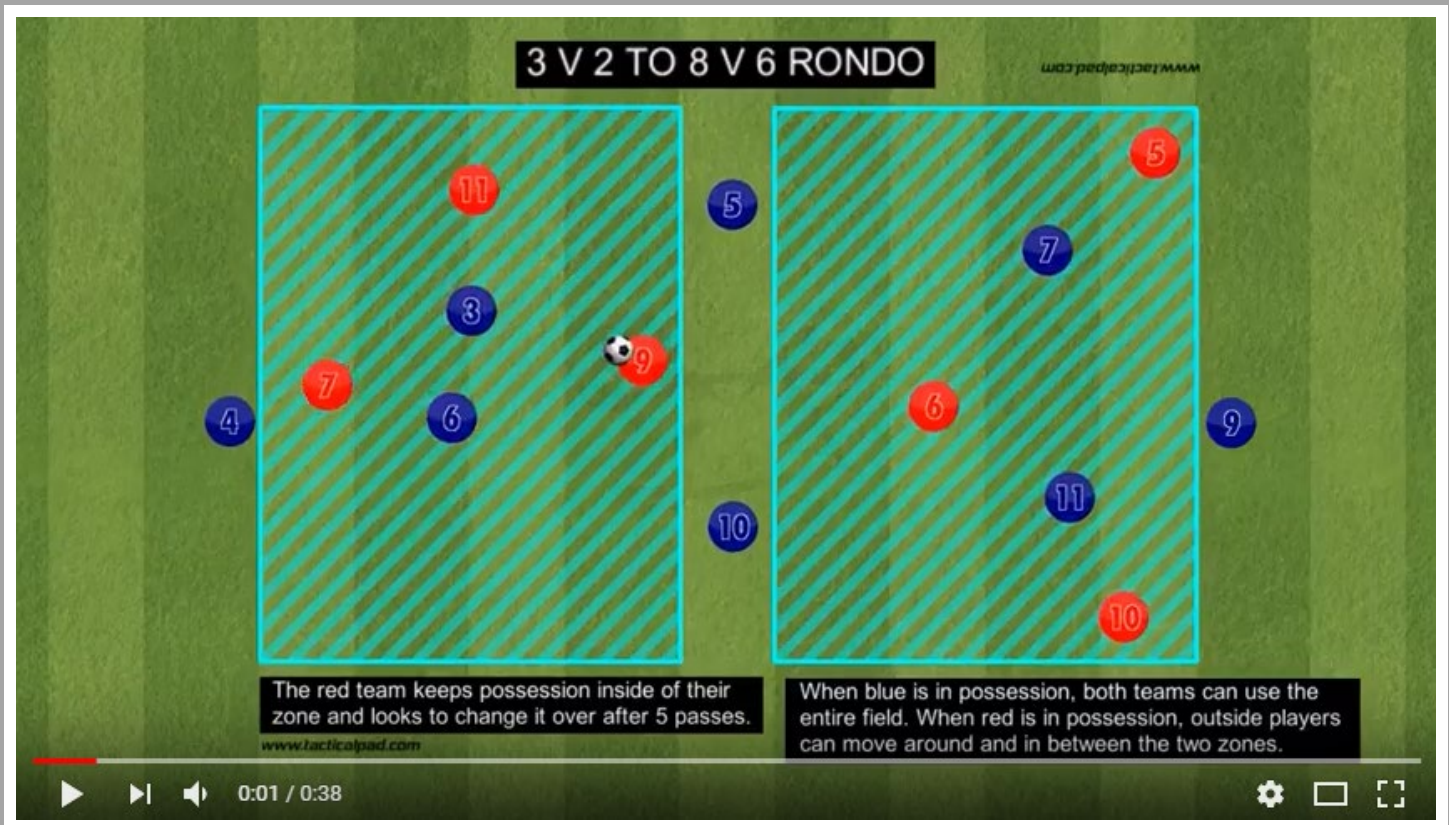 3 V 2 TO 8 V 6 RONDO
www.tacticalpad.com
11
5
5
7
3
9
7
6
4
6
9
11
10
10
The red team keeps possession inside of their
zone and looks to change it over after 5 passes.
www.tacticalpad.com
When blue is in possession, both teams can use the
entire field. When red is in possession, outside players
can move around and in between the two zones.
0:01 / 0:38